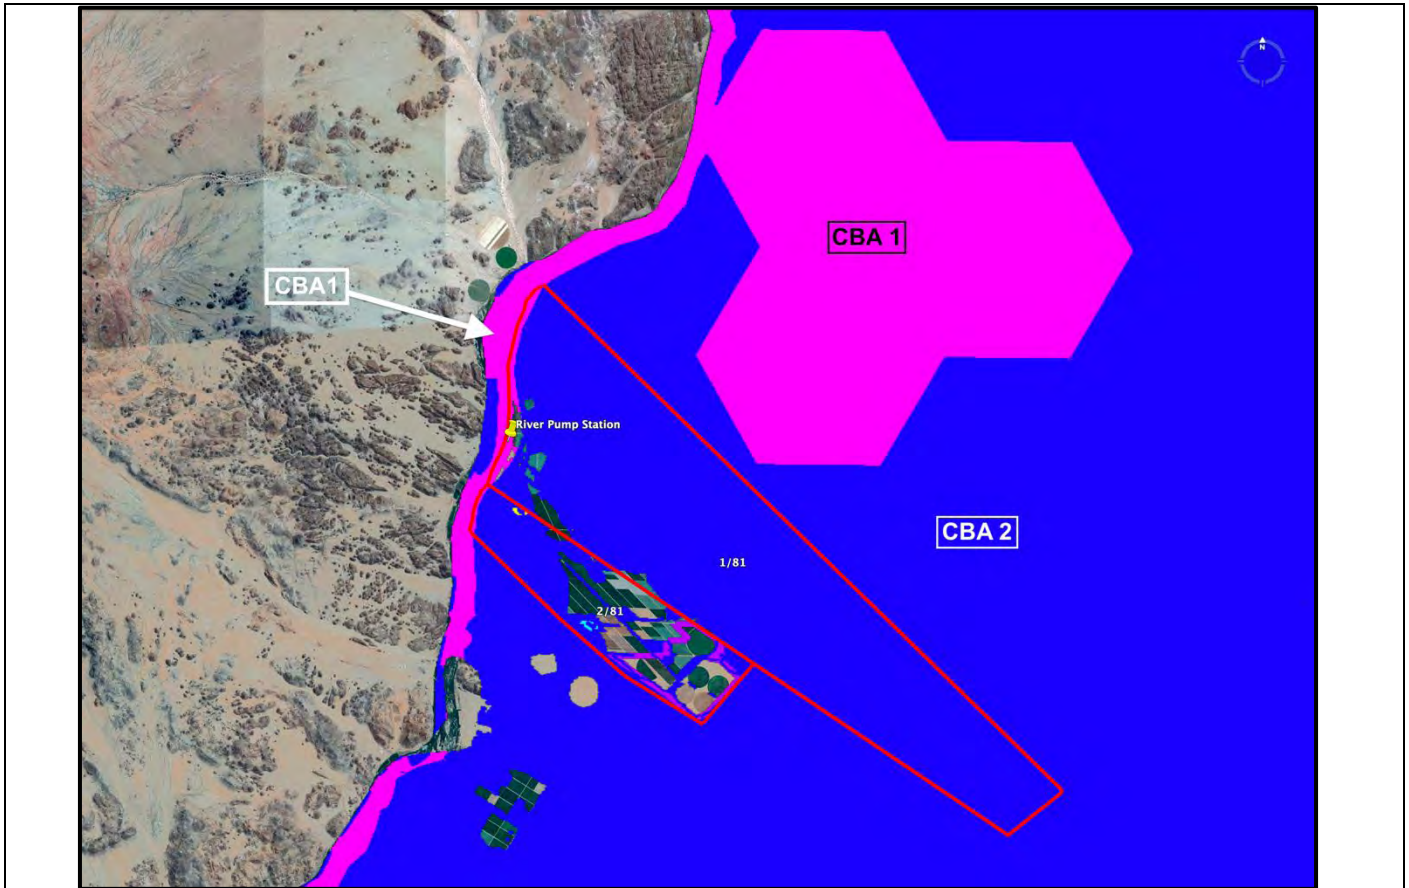 N
CBA 1
CBA1
River Pump Station
CBA 2
1/81
2/81